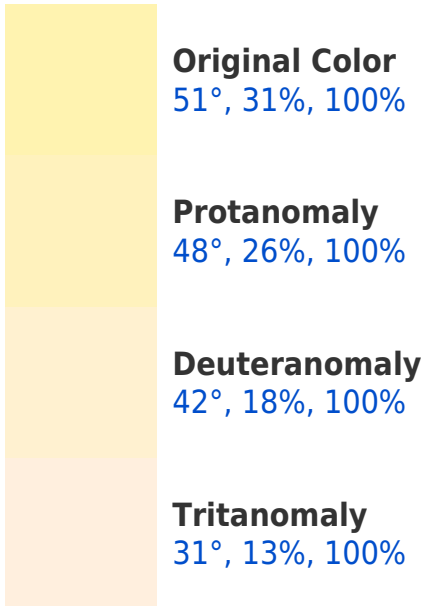 Original Color
51°, 31%, 100%
Protanomaly
48°, 26%, 100%
Deuteranomaly
42°, 18%, 100%
Tritanomaly
31°, 13%, 100%